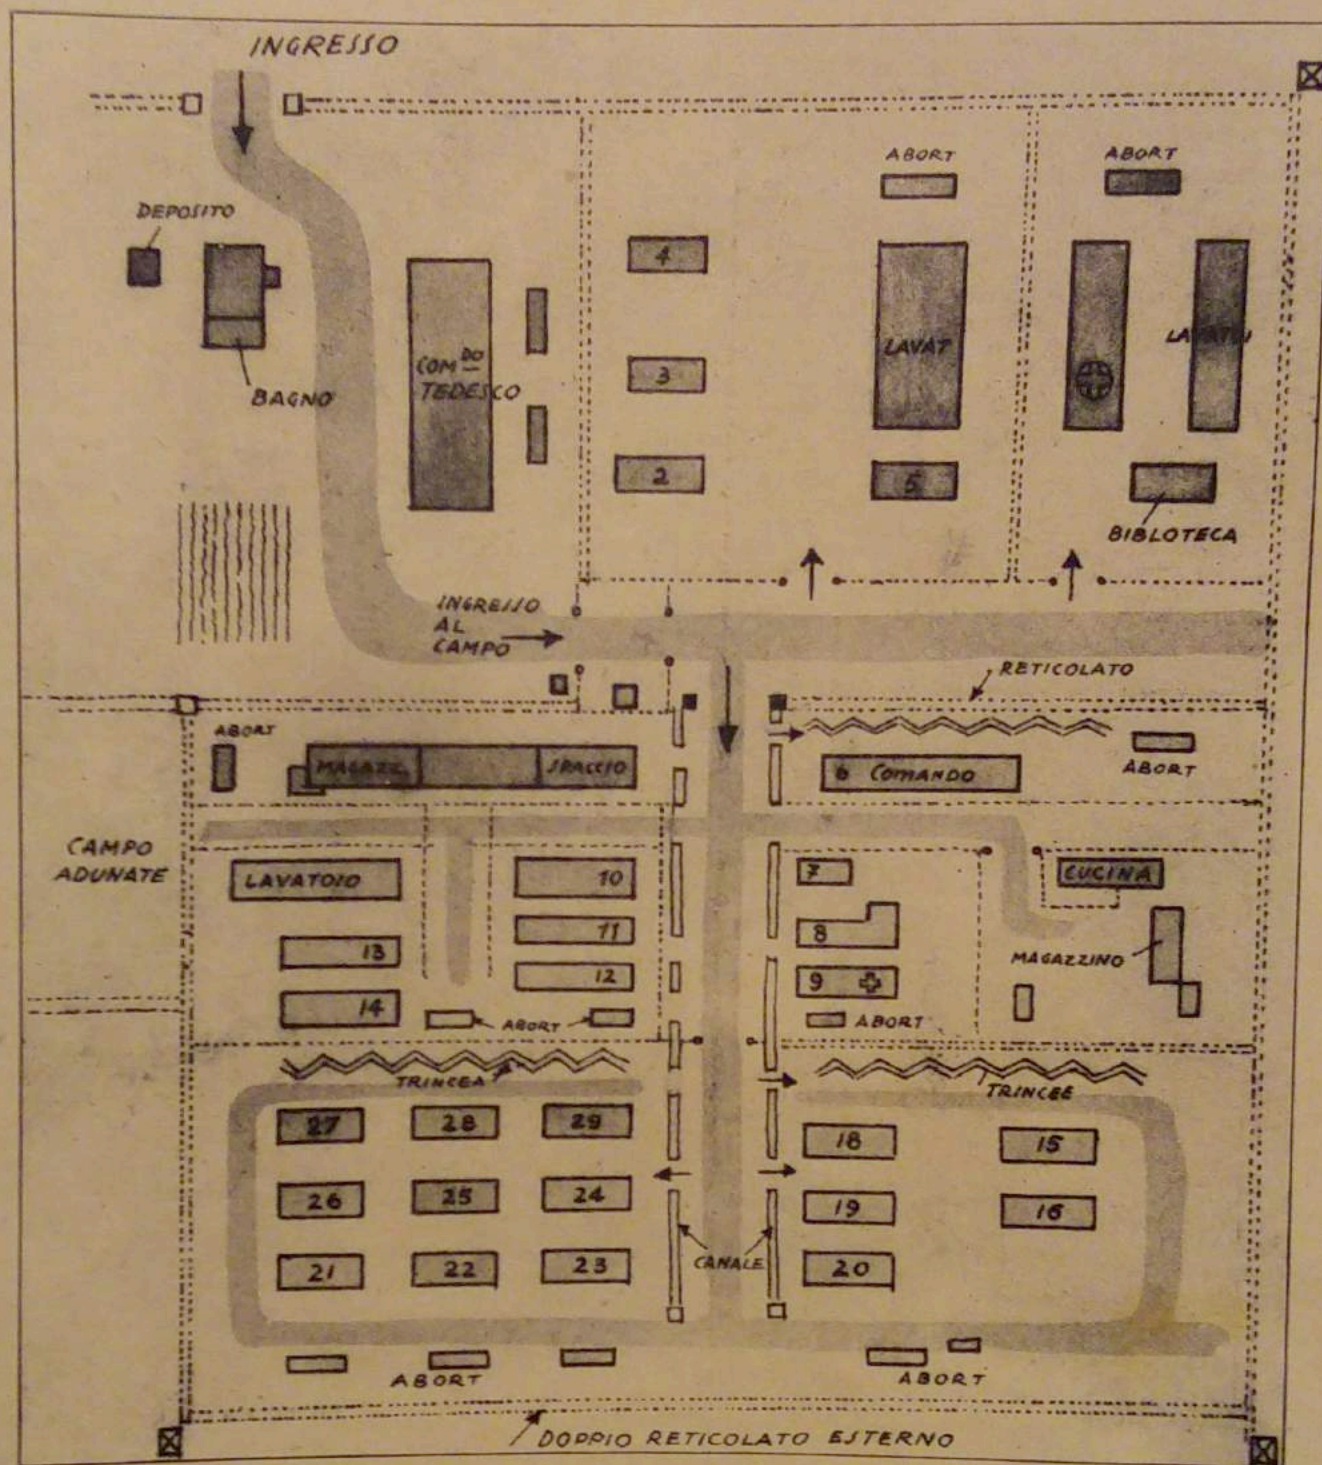 INGRESSO
ABORT
ABORT
DEPOSITO
4
COM DO
TEDESCO
3
LAVAT
LAVATOI
BAGNO
2
5
BIBLOTECA
INGRESSO
AL
CAMPO
RETICOLATO
ABORT
MAGAZZ.
SPACCIO
6 COMANDO
ABORT
CAMPO
ADUNATE
LAVATOIO
10
7
CUCINA
11
8
13
12
9
MAGAZZINO
14
ABORT
ABORT
TRINCEA
TRINCEE
27
28
29
18
15
26
25
24
19
16
21
22
23
CANALE
20
ABORT
ABORT
DOPPIO RETICOLATO ESTERNO